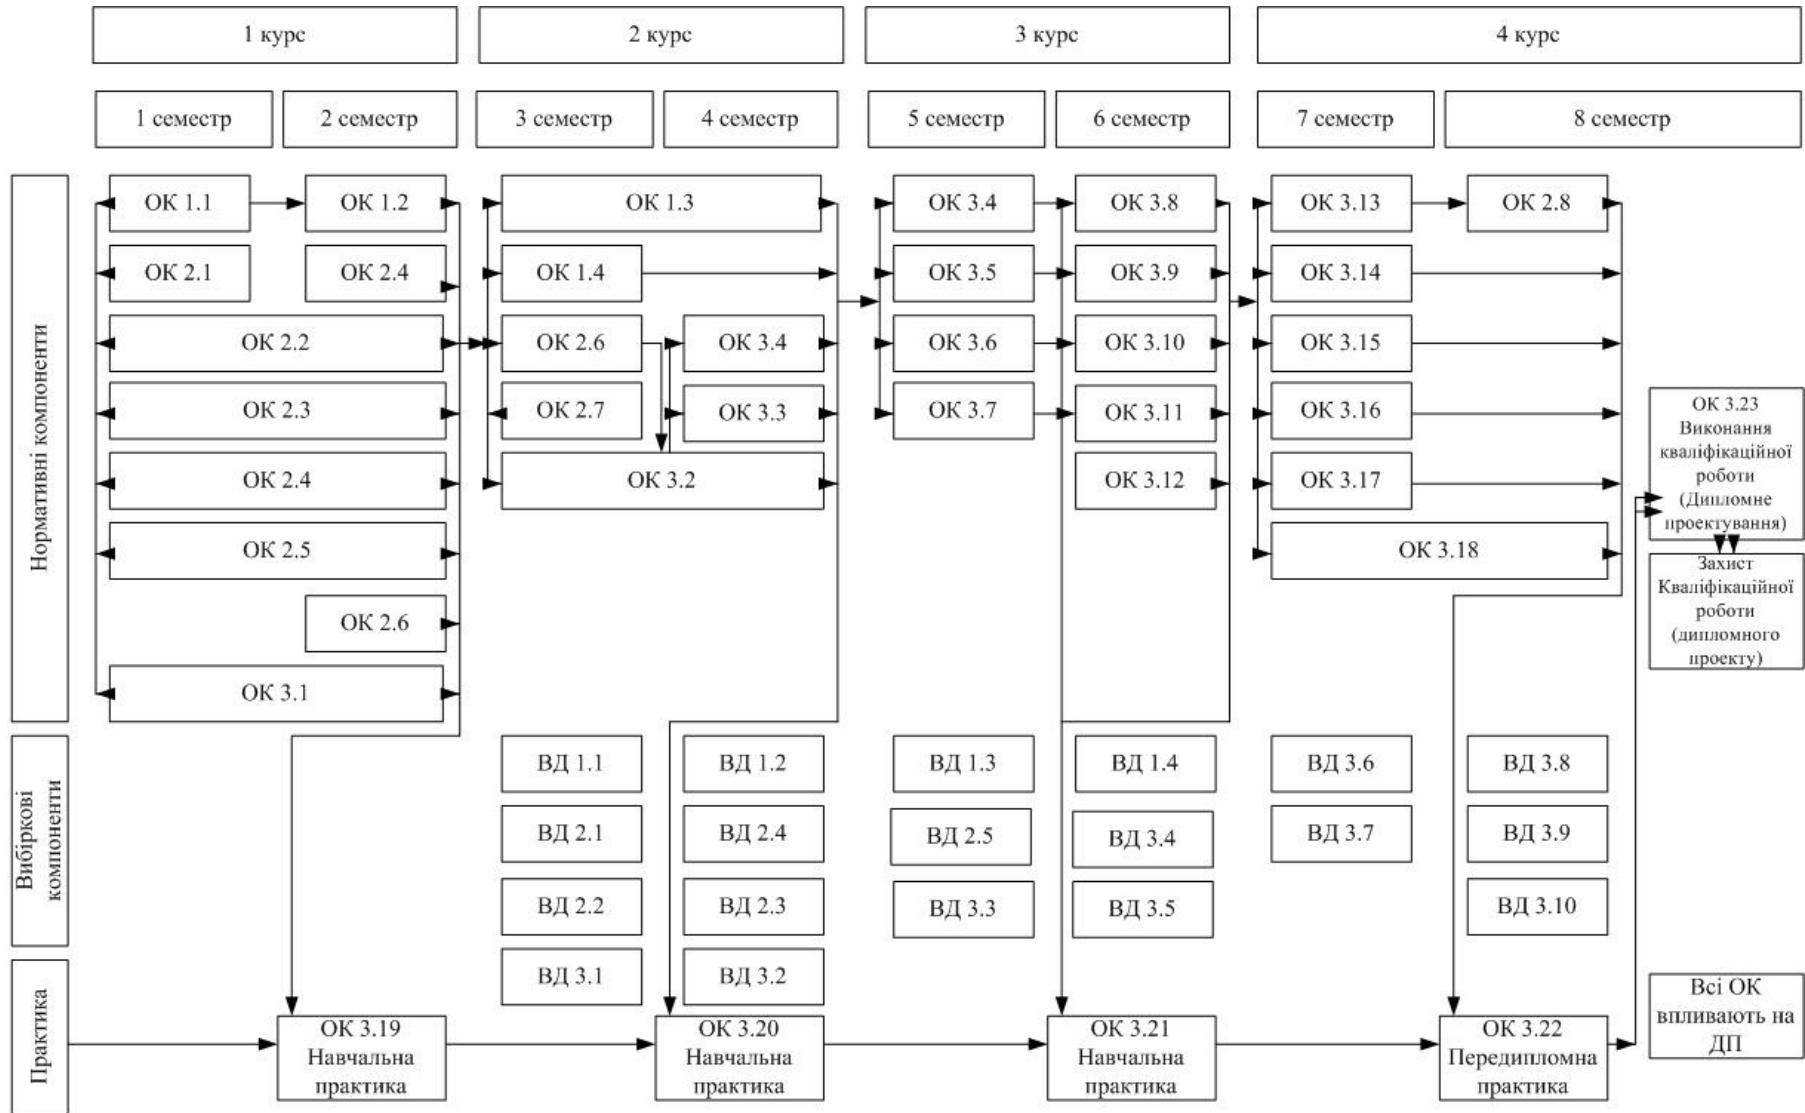 1 курс
2 курс
3 курс
4 курс
1 семестр
2 семестр
3 семестр
4 семестр
5 семестр
6 семестр
7 семестр
8 семестр
Нормативні компоненти
ОК 1.1
ОК 1.2
ОК 1.3
ОК 3.4
ОК 3.8
ОК 3.13
ОК 2.8
ОК 2.1
ОК 2.4
ОК 1.4
ОК 3.5
ОК 3.9
ОК 3.14
ОК 2.2
ОК 2.6
ОК 3.4
ОК 3.6
ОК 3.10
ОК 3.15
ОК 2.3
ОК 2.7
ОК 3.3
ОК 3.7
ОК 3.11
ОК 3.16
ОК 2.4
ОК 3.2
ОК 3.12
ОК 3.17
ОК 2.5
ОК 3.18
ОК 2.6
ОК 3.1
ОК 3.23
Виконання
кваліфікаційної
роботи
(Дипломне
проектування)
Захист
Кваліфікаційної
роботи
(дипломного
проекту)
Вибіркові
компоненти
ВД 1.1
ВД 1.2
ВД 1.3
ВД 1.4
ВД 3.6
ВД 3.8
ВД 2.1
ВД 2.4
ВД 2.5
ВД 3.4
ВД 3.7
ВД 3.9
ВД 2.2
ВД 2.3
ВД 3.3
ВД 3.5
ВД 3.10
ВД 3.1
ВД 3.2
Практика
ОК 3.19
Навчальна
практика
ОК 3.20
Навчальна
практика
ОК 3.21
Навчальна
практика
ОК 3.22
Передипломна
практика
Всі ОК
впливають на
ДП